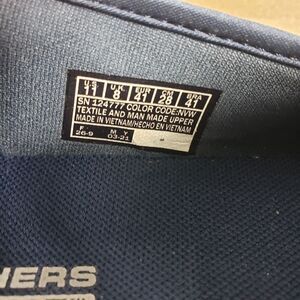 US UK EUR CM BRA
11 8 41 28 41
SN 124777 COLOR CODE:NVW
TEXTILE AND MAN MADE UPPER
MADE IN VIETNAM/HECHO EN VIETNAM
F M Y
26-9 03-21
HERS